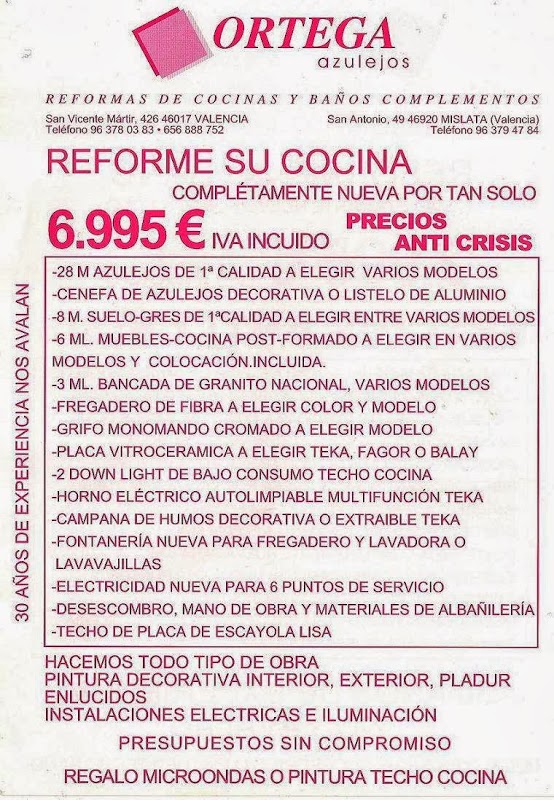 ORTEGA
azulejos
REFORMAS DE COCINAS Y BAÑOS COMPLEMENTOS
San Vicente Mártir, 426 46017 VALENCIA
Teléfono 96 378 03 83 • 656 888 752
San Antonio, 49 46920 MISLATA (Valencia)
Teléfono 96 379 47 84
REFORME SU COCINA
COMPLÉTAMENTE NUEVA POR TAN SOLO
6.995 € IVA INCUIDO
PRECIOS
ANTI CRISIS
30 AÑOS DE EXPERIENCIA NOS AVALAN
-28 M AZULEJOS DE 1ª CALIDAD A ELEGIR VARIOS MODELOS
-CENEFA DE AZULEJOS DECORATIVA O LISTELO DE ALUMINIO
-8 M. SUELO-GRES DE 1ªCALIDAD A ELEGIR ENTRE VARIOS MODELOS
-6 ML. MUEBLES-COCINA POST-FORMADO A ELEGIR EN VARIOS
MODELOS Y COLOCACIÓN.INCLUIDA.
-3 ML. BANCADA DE GRANITO NACIONAL, VARIOS MODELOS
-FREGADERO DE FIBRA A ELEGIR COLOR Y MODELO
-GRIFO MONOMANDO CROMADO A ELEGIR MODELO
-PLACA VITROCERAMICA A ELEGIR TEKA, FAGOR O BALAY
-2 DOWN LIGHT DE BAJO CONSUMO TECHO COCINA
-HORNO ELÉCTRICO AUTOLIMPIABLE MULTIFUNCIÓN TEKA
-CAMPANA DE HUMOS DECORATIVA O EXTRAIBLE TEKA
-FONTANERÍA NUEVA PARA FREGADERO Y LAVADORA O
LAVAVAJILLAS
-ELECTRICIDAD NUEVA PARA 6 PUNTOS DE SERVICIO
-DESESCOMBRO, MANO DE OBRA Y MATERIALES DE ALBAÑILERÍA
-TECHO DE PLACA DE ESCAYOLA LISA
HACEMOS TODO TIPO DE OBRA
PINTURA DECORATIVA INTERIOR, EXTERIOR, PLADUR
ENLUCIDOS
INSTALACIONES ELECTRICAS E ILUMINACIÓN
PRESUPUESTOS SIN COMPROMISO
REGALO MICROONDAS O PINTURA TECHO COCINA